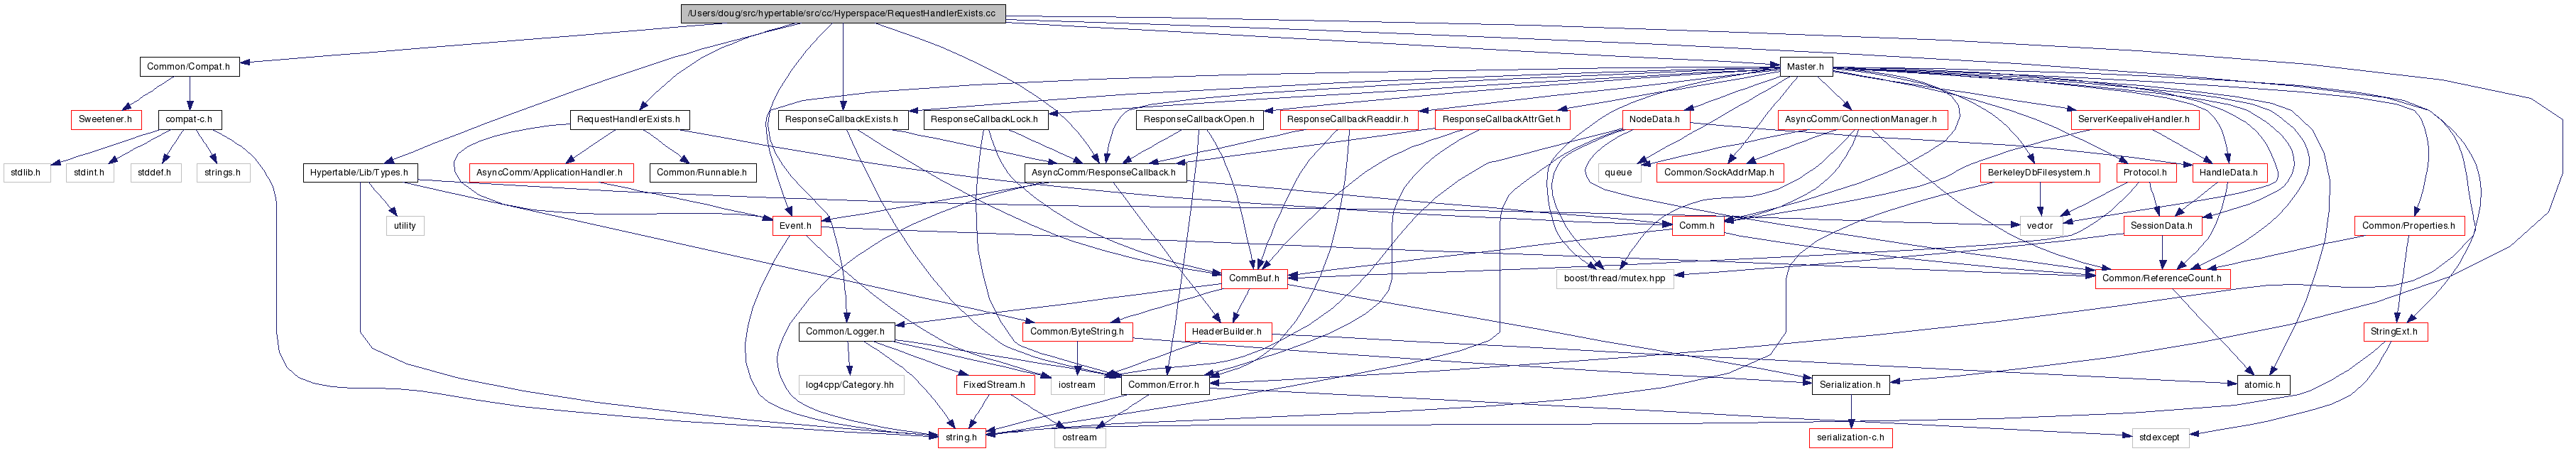 /Users/doug/src/hypertable/src/cc/Hyperspace/RequestHandlerExists.cc
Common/Compat.h
Master.h
Sweetener.h
compat-c.h
RequestHandlerExists.h
ResponseCallbackExists.h
ResponseCallbackLock.h
ResponseCallbackOpen.h
ResponseCallbackReaddir.h
ResponseCallbackAttrGet.h
NodeData.h
AsyncComm/ConnectionManager.h
ServerKeepaliveHandler.h
stdlib.h
stdint.h
stddef.h
strings.h
Hypertable/Lib/Types.h
AsyncComm/ApplicationHandler.h
Common/Runnable.h
AsyncComm/ResponseCallback.h
queue
Common/SockAddrMap.h
BerkeleyDbFilesystem.h
Protocol.h
HandleData.h
utility
Event.h
Comm.h
vector
SessionData.h
Common/Properties.h
CommBuf.h
boost/thread/mutex.hpp
Common/ReferenceCount.h
Common/Logger.h
Common/ByteString.h
HeaderBuilder.h
StringExt.h
log4cpp/Category.hh
FixedStream.h
iostream
Common/Error.h
Serialization.h
atomic.h
string.h
ostream
serialization-c.h
stdexcept